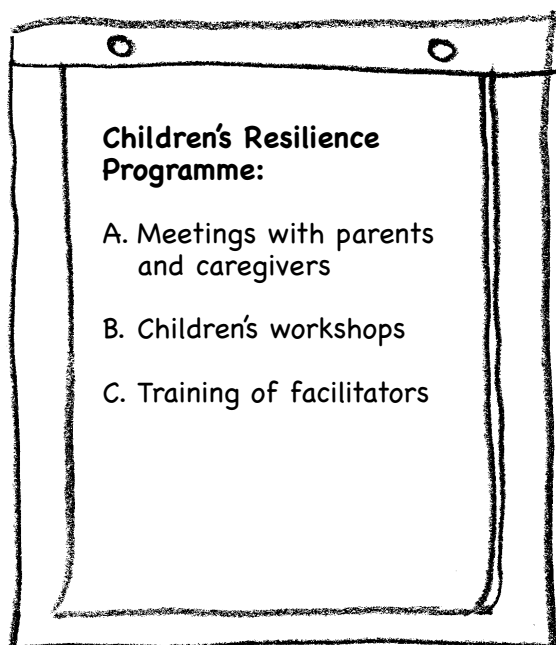 Children's Resilience
Programme:
A. Meetings with parents
and caregivers
B. Children's workshops
C. Training of facilitators